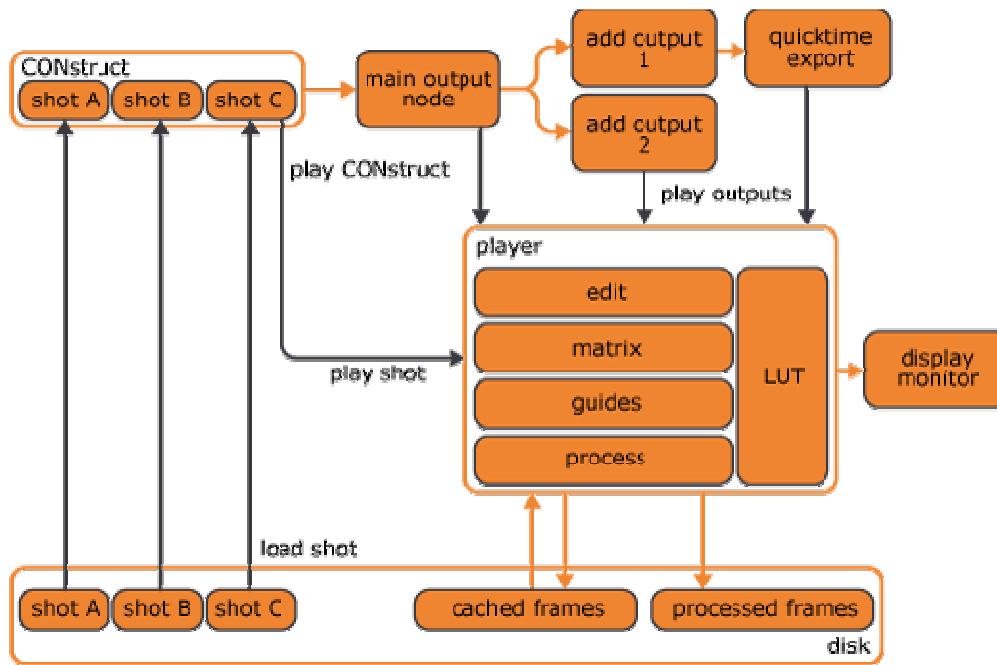 CONstruct
shot A
shot B
shot C
main output
node
add cutput
1
add cutput
2
quicktime
export
play CONstruct
play outputs
play shot
player
edit
matrix
guides
process
LUT
display
monitor
load shot
shot A
shot B
shot C
cached frames
processed frames
disk